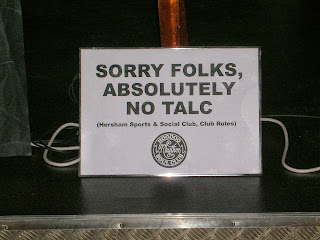 SORRY FOLKS,
ABSOLUTELY
NO TALC
(Hersham Sports & Social Club, Club Rules)